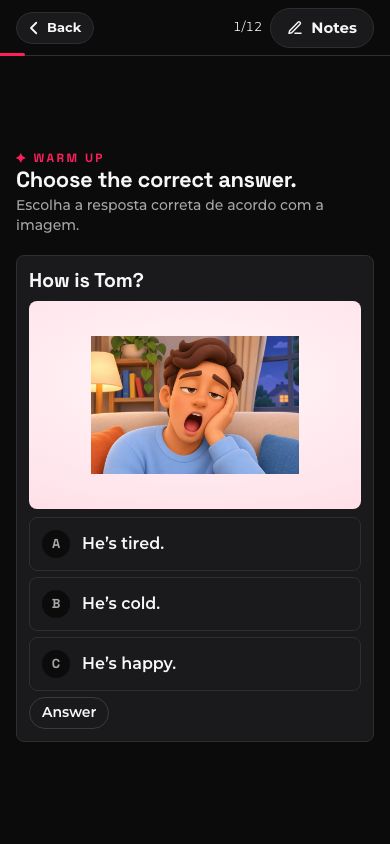 Back
1/12
Notes
WARM UP
Choose the correct answer.
Escolha a resposta correta de acordo com a
imagem.
How is Tom?
A He's tired.
B He's cold.
C He's happy.
Answer